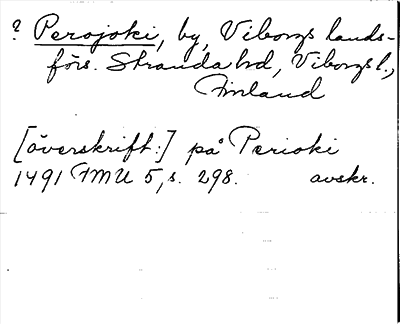 ? Perojoki, by, Viborgs lands-
förs. Stranda hd, Viborgs l.,
Finland
[överskrift:] på Perioki
1491 FMU 5, s. 298. avskr.